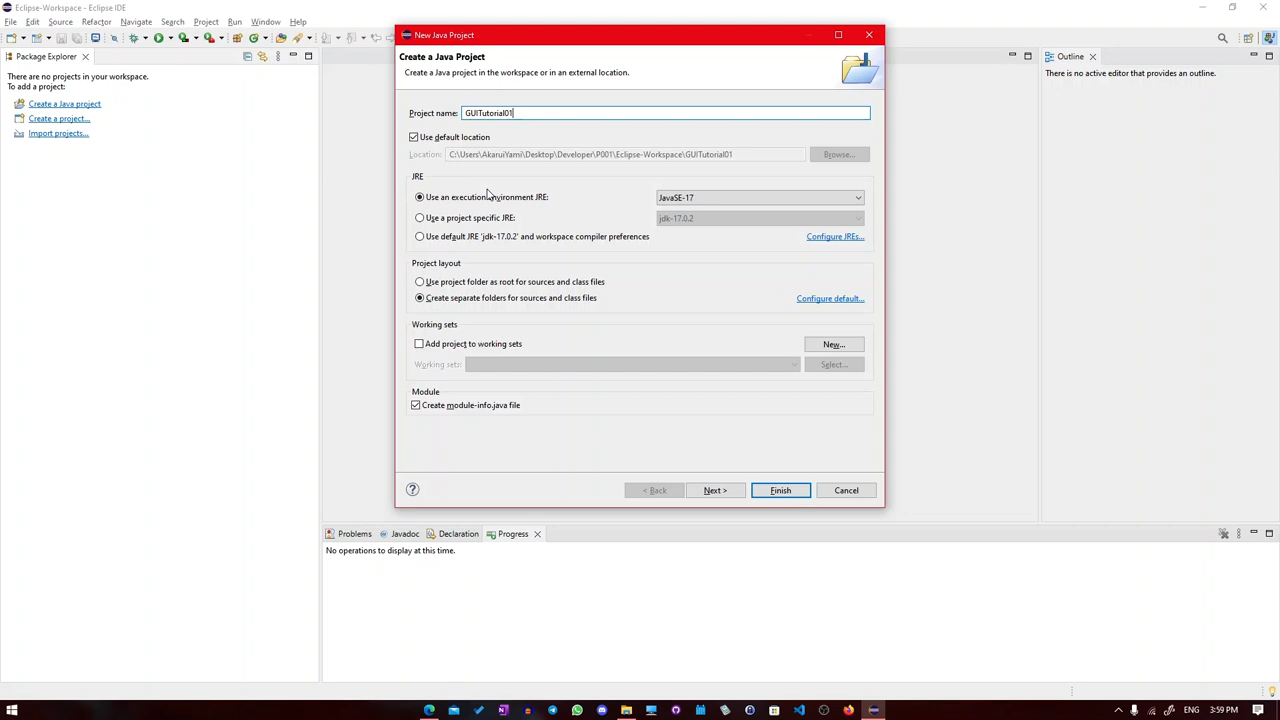 Eclipse-Workspace - Eclipse IDE
File Edit Source Refactor Navigate Search Project Run Window Help
New Java Project
Package Explorer
Create a Java Project
Create a Java project in the workspace or in an external location.
Outline
There is no active editor that provides an outline.
There are no projects in your workspace.
To add a project:
Create a Java project
Create a project...
Import projects...
Project name: GUITutorial01
Use default location
Location: C:\Users\AkaruiYami\Desktop\Developer\P001\Eclipse-Workspace\GUITutorial01 Browse...
JRE
Use an execution environment JRE: JavaSE-17
Use a project specific JRE: jdk-17.0.2
Use default JRE 'jdk-17.0.2' and workspace compiler preferences Configure JREs...
Project layout
Use project folder as root for sources and class files
Create separate folders for sources and class files Configure default...
Working sets
Add project to working sets New...
Working sets: Select...
Module
Create module-info.java file
? < Back Next > Finish Cancel
Problems Javadoc Declaration Progress
No operations to display at this time.
ENG 3:59 PM